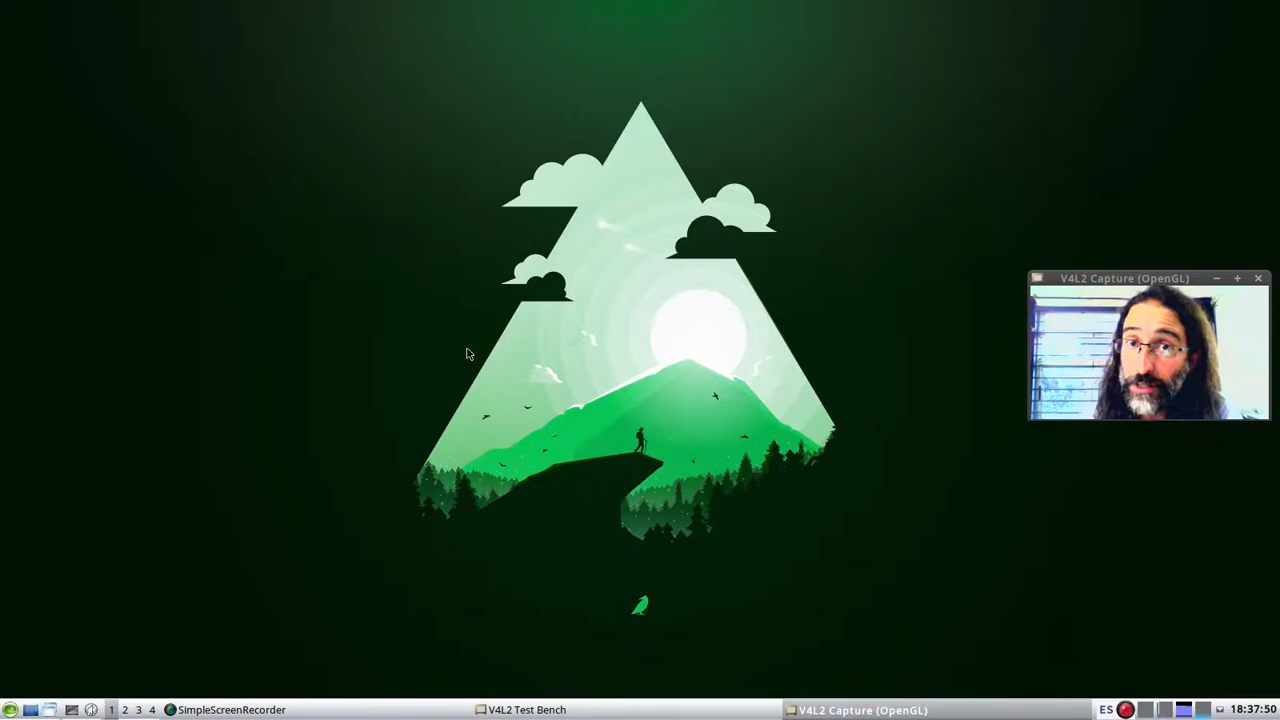 V4L2 Capture (OpenGL)
1 2 3 4 SimpleScreenRecorder V4L2 Test Bench V4L2 Capture (OpenGL) ES 18:37:50